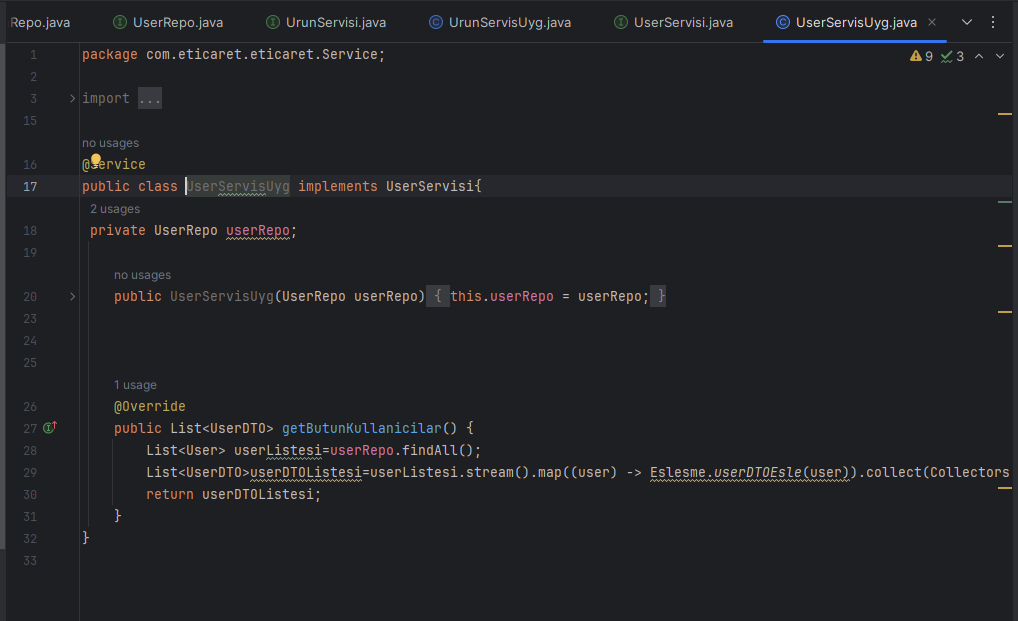 Repo.java UserRepo.java UrunServisi.java UrunServisUyg.java UserServisi.java UserServisUyg.java
1 package com.eticaret.eticaret.Service; 9 3
2
3 import ...
15
no usages
16 @Service
17 public class UserServisUyg implements UserServisi{
2 usages
18 private UserRepo userRepo;
19
no usages
20 public UserServisUyg(UserRepo userRepo) { this.userRepo = userRepo; }
23
24
25
1 usage
26 @Override
27 public List<UserDTO> getButunKullanicilar() {
28 List<User> userListesi=userRepo.findAll();
29 List<UserDTO>userDTOListesi=userListesi.stream().map((user) -> Eslesme.userDTOEsle(user)).collect(Collectors
30 return userDTOListesi;
31 }
32 }
33